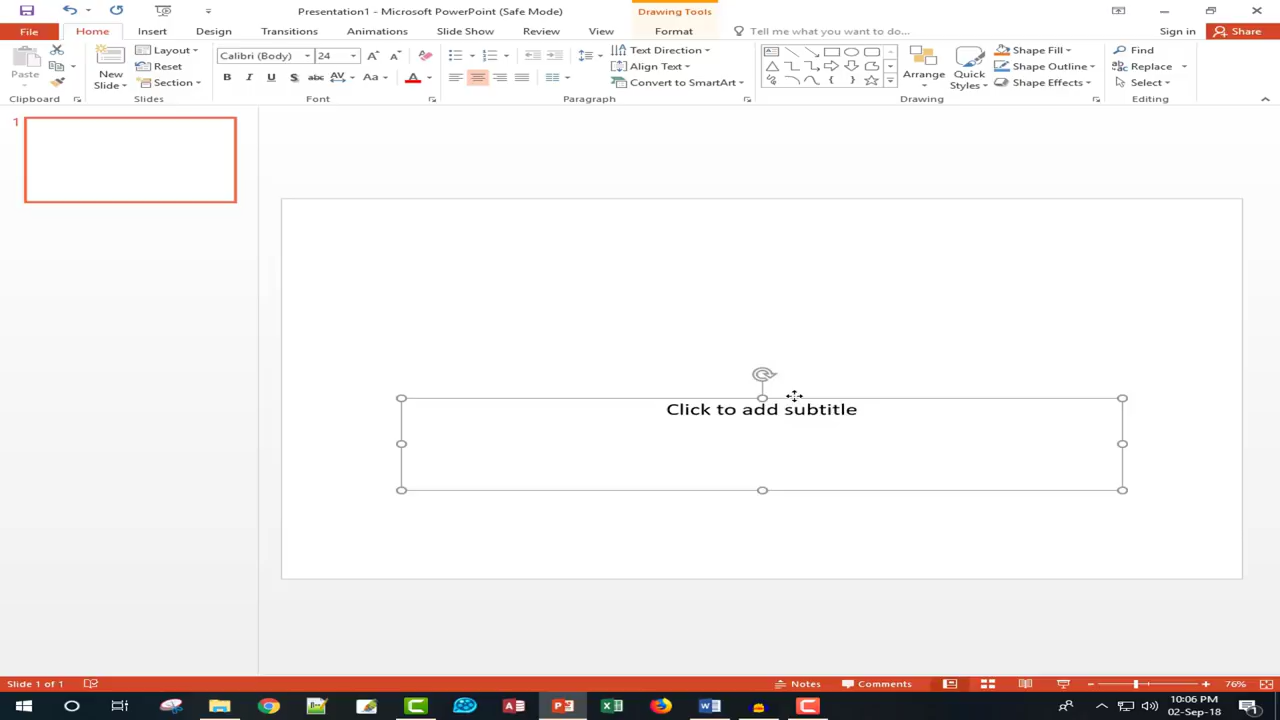 Presentation1 - Microsoft PowerPoint (Safe Mode)
Drawing Tools
File Home Insert Design Transitions Animations Slide Show Review View Format Tell me what you want to do... Sign in Share
Paste
New Slide
Layout
Reset
Section
Calibri (Body) 24
B I U S abc AV Aa A
Text Direction
Align Text
Convert to SmartArt
Arrange
Quick Styles
Shape Fill
Shape Outline
Shape Effects
Find
Replace
Select
Clipboard Slides Font Paragraph Drawing Editing
1
Click to add subtitle
Slide 1 of 1 Notes Comments 76%
10:06 PM
02-Sep-18